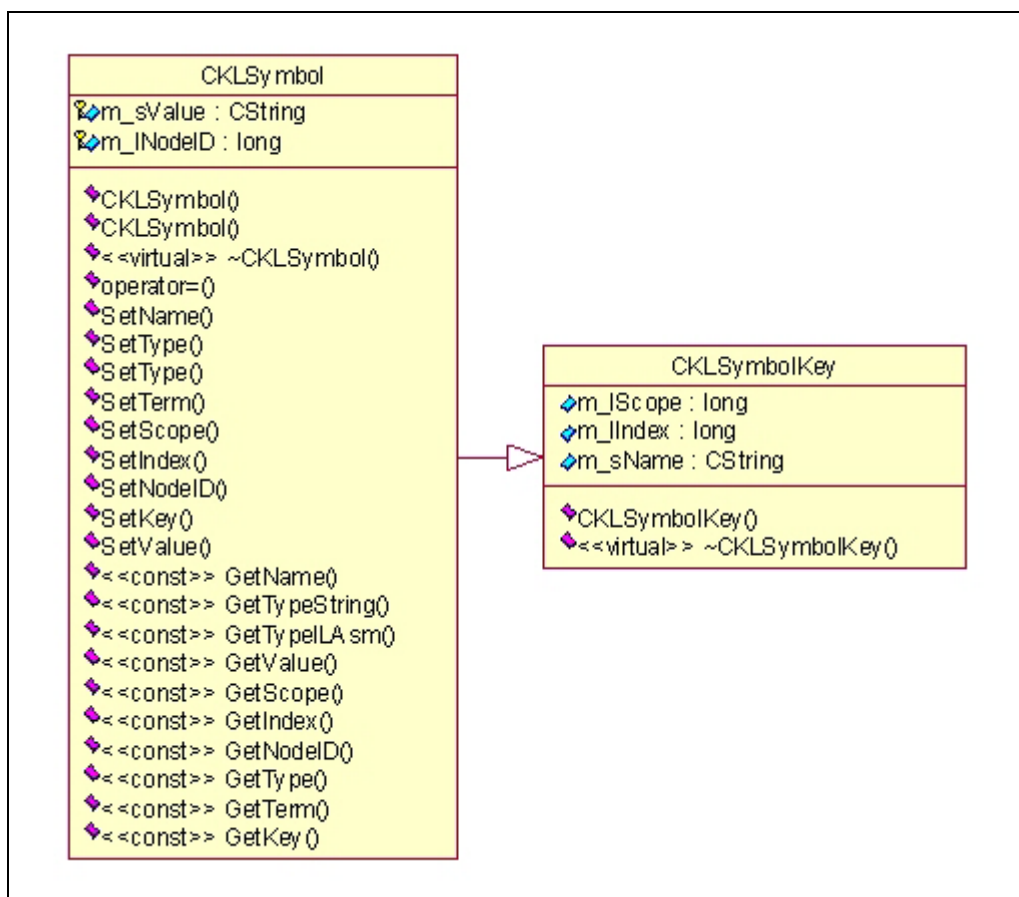 CKLSymbol
m_sValue : CString
m_lNodeID : long
CKLSymbol()
CKLSymbol()
<<virtual>> ~CKLSymbol()
operator=()
SetName()
SetType()
SetType()
SetTerm()
SetScope()
SetIndex()
SetNodeID()
SetKey()
SetValue()
<<const>> GetName()
<<const>> GetTypeString()
<<const>> GetTypeILAsm()
<<const>> GetValue()
<<const>> GetScope()
<<const>> GetIndex()
<<const>> GetNodeID()
<<const>> GetType()
<<const>> GetTerm()
<<const>> GetKey()
CKLSymbolKey
m_lScope : long
m_lIndex : long
m_sName : CString
CKLSymbolKey()
<<virtual>> ~CKLSymbolKey()